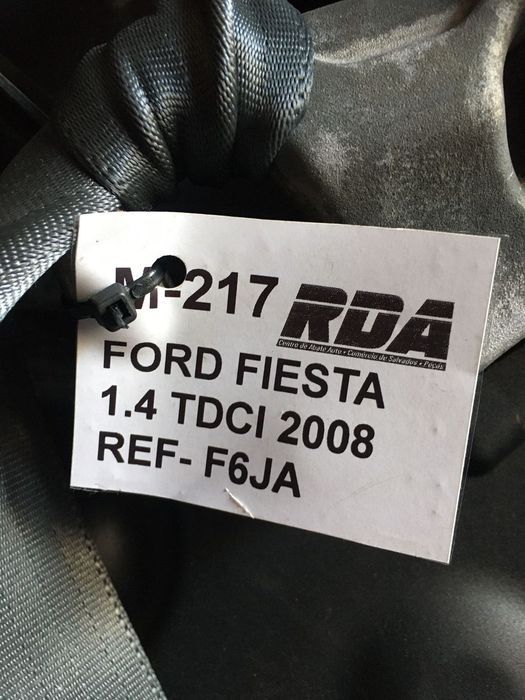 M-217
RDA
Centro de Abate Auto • Comércio de Salvados • Peças
FORD FIESTA
1.4 TDCI 2008
REF- F6JA